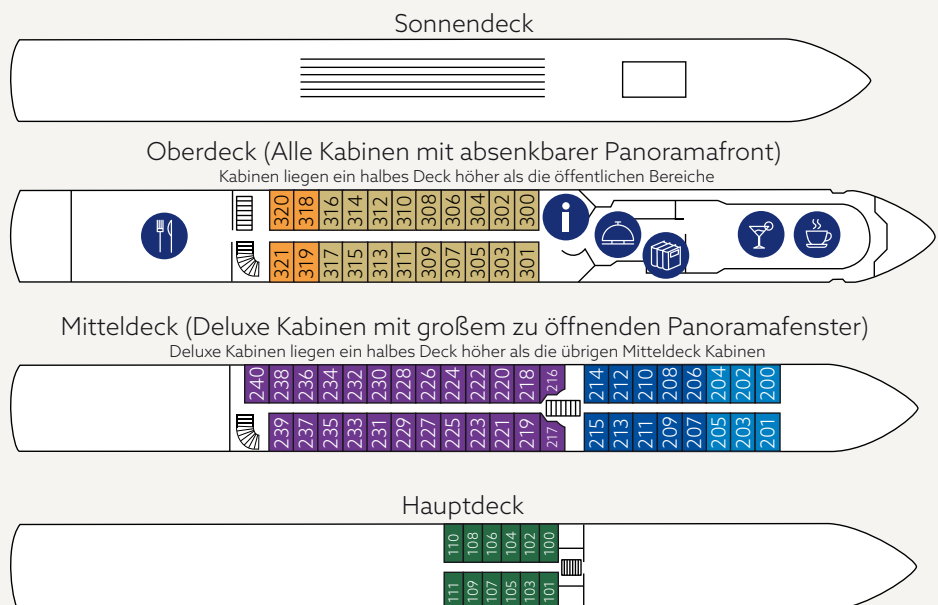 Sonnendeck
Oberdeck (Alle Kabinen mit absenkbarer Panoramafront)
Kabinen liegen ein halbes Deck höher als die öffentlichen Bereiche
320 318 316 314 312 310 308 306 304 302 300
321 319 317 315 313 311 309 307 305 303 301
Mitteldeck (Deluxe Kabinen mit großem zu öffnenden Panoramafenster)
Deluxe Kabinen liegen ein halbes Deck höher als die übrigen Mitteldeck Kabinen
240 238 236 234 232 230 228 226 224 222 220 218 216 214 212 210 208 206 204 202 200
239 237 235 233 231 229 227 225 223 221 219 217 215 213 211 209 207 205 203 201
Hauptdeck
110 108 106 104 102 100
111 109 107 105 103 101